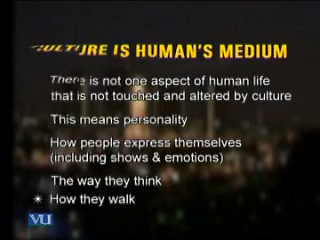 CULTURE IS HUMAN'S MEDIUM
There is not one aspect of human life
that is not touched and altered by culture
This means personality
How people express themselves
(including shows & emotions)
The way they think
✴ How they walk
VU